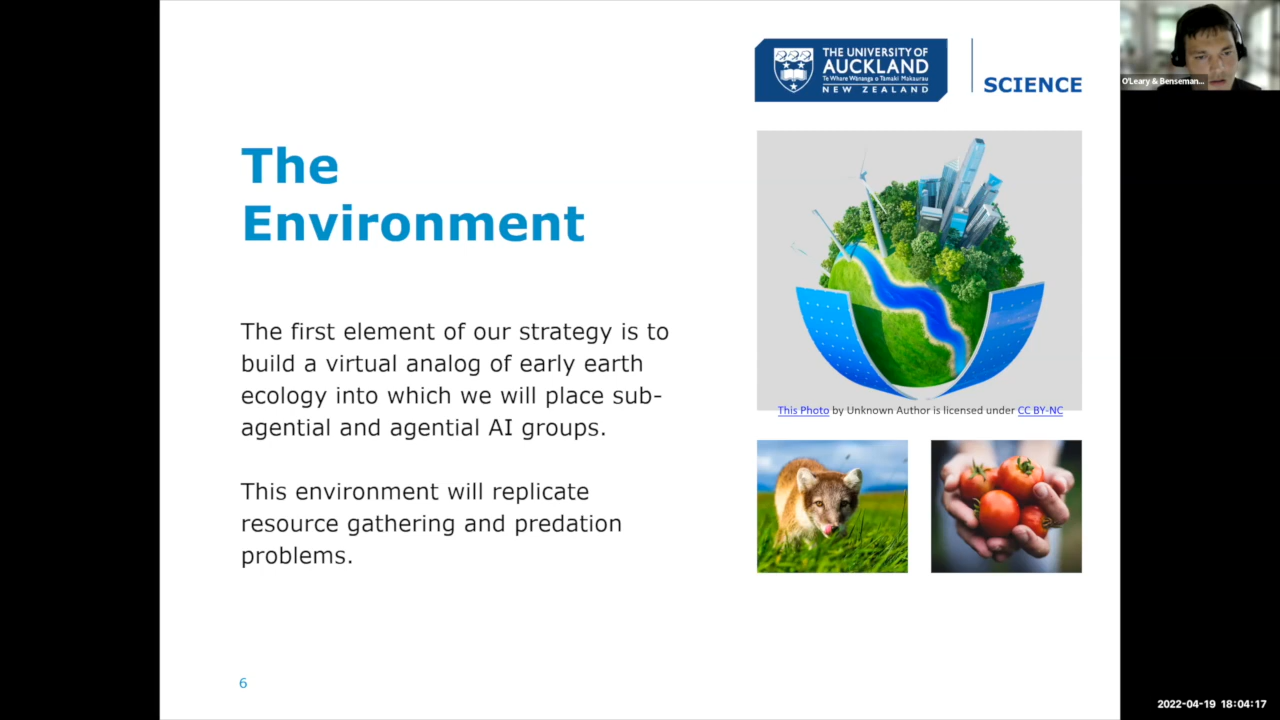 THE UNIVERSITY OF
AUCKLAND
Te Whare Wānanga o Tāmaki Makaurau
NEW ZEALAND
SCIENCE
O'Leary & Benseman...
The
Environment
The first element of our strategy is to
build a virtual analog of early earth
ecology into which we will place sub-
agential and agential AI groups.
This environment will replicate
resource gathering and predation
problems.
This Photo by Unknown Author is licensed under CC BY-NC
6
2022-04-19 18:04:17